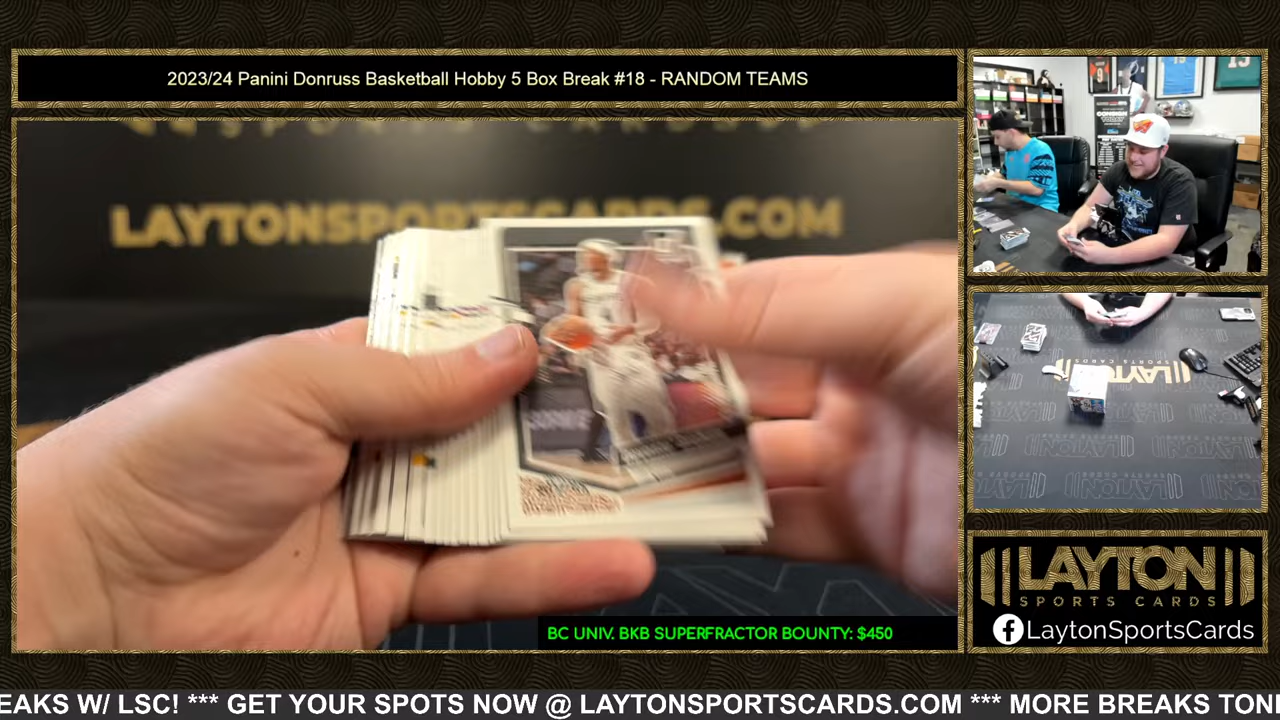 2023/24 Panini Donruss Basketball Hobby 5 Box Break #18 - RANDOM TEAMS
LAYTONSPORTSCARDS.COM
BC UNIV. BKB SUPERFRACTOR BOUNTY: $450
LAYTON
LAYTON
SPORTS CARDS
LaytonSportsCards
EAKS W/ LSC! *** GET YOUR SPOTS NOW @ LAYTONSPORTSCARDS.COM *** MORE BREAKS TONI